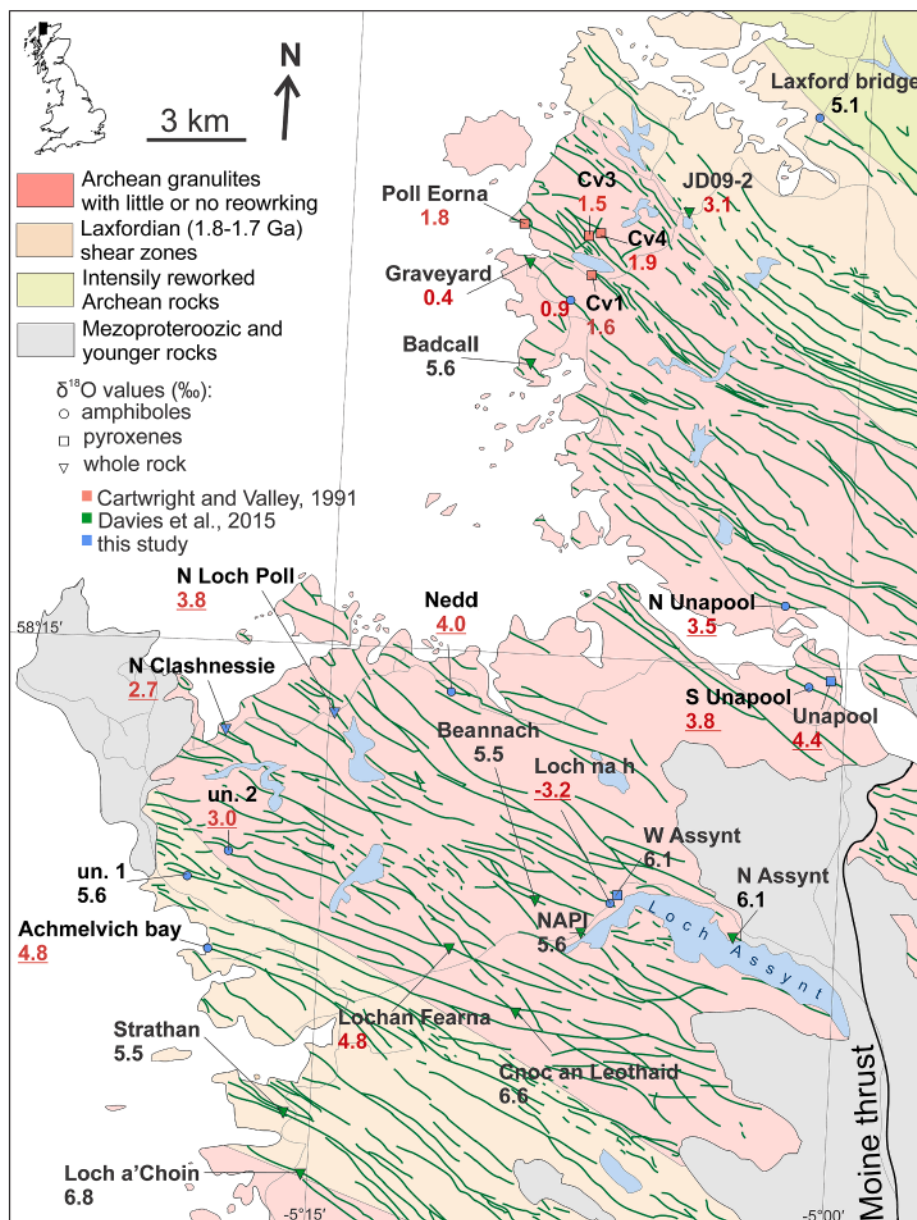 N
3 km
Archean granulites
with little or no reowrking
Laxfordian (1.8-1.7 Ga)
shear zones
Intensily reworked
Archean rocks
Mezoproteroozic and
younger rocks
δ18O values (‰):
amphiboles
pyroxenes
whole rock
Cartwright and Valley, 1991
Davies et al., 2015
this study
Laxford bridge
5.1
Poll Eorna
1.8
Cv3
1.5
JD09-2
3.1
Cv4
1.9
Graveyard
0.4
0.9
Cv1
1.6
Badcall
5.6
N Loch Poll
3.8
Nedd
4.0
N Unapool
3.5
58°15'
N Clashnessie
2.7
S Unapool
3.8
Unapool
4.4
Beannach
5.5
Loch na h
-3.2
un. 2
3.0
W Assynt
6.1
un. 1
5.6
N Assynt
6.1
NAPI
5.6
Loch Assynt
Achmelvich bay
4.8
Lochan Fearna
4.8
Strathan
5.5
Cnoc an Leothaid
6.6
Moine thrust
Loch a'Choin
6.8
-5°15'
-5°00'